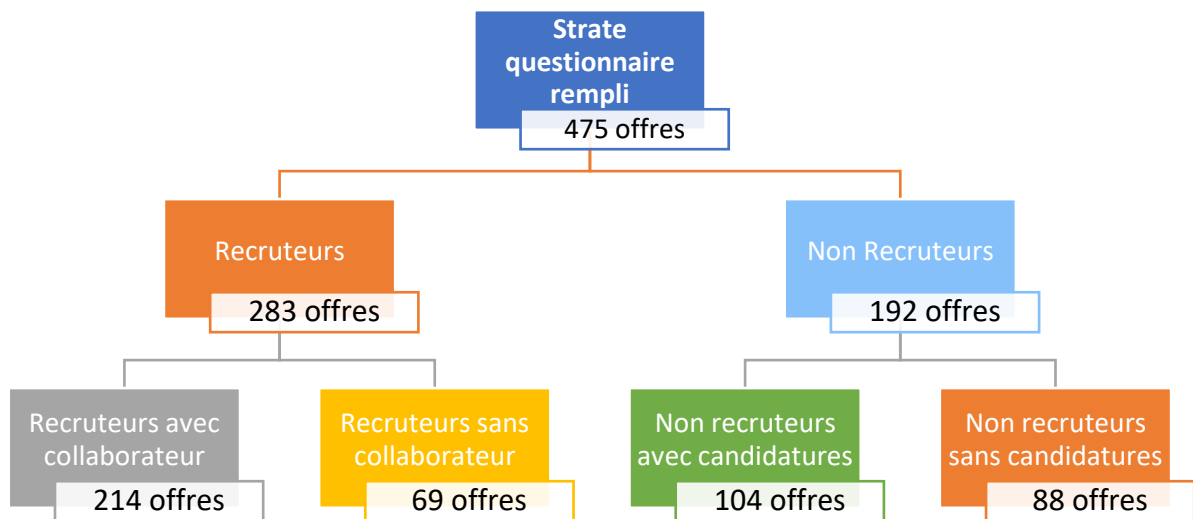 Strate
questionnaire
rempli
475 offres
Recruteurs
283 offres
Non Recruteurs
192 offres
Recruteurs avec
collaborateur
214 offres
Recruteurs sans
collaborateur
69 offres
Non recruteurs
avec candidatures
104 offres
Non recruteurs
sans candidatures
88 offres